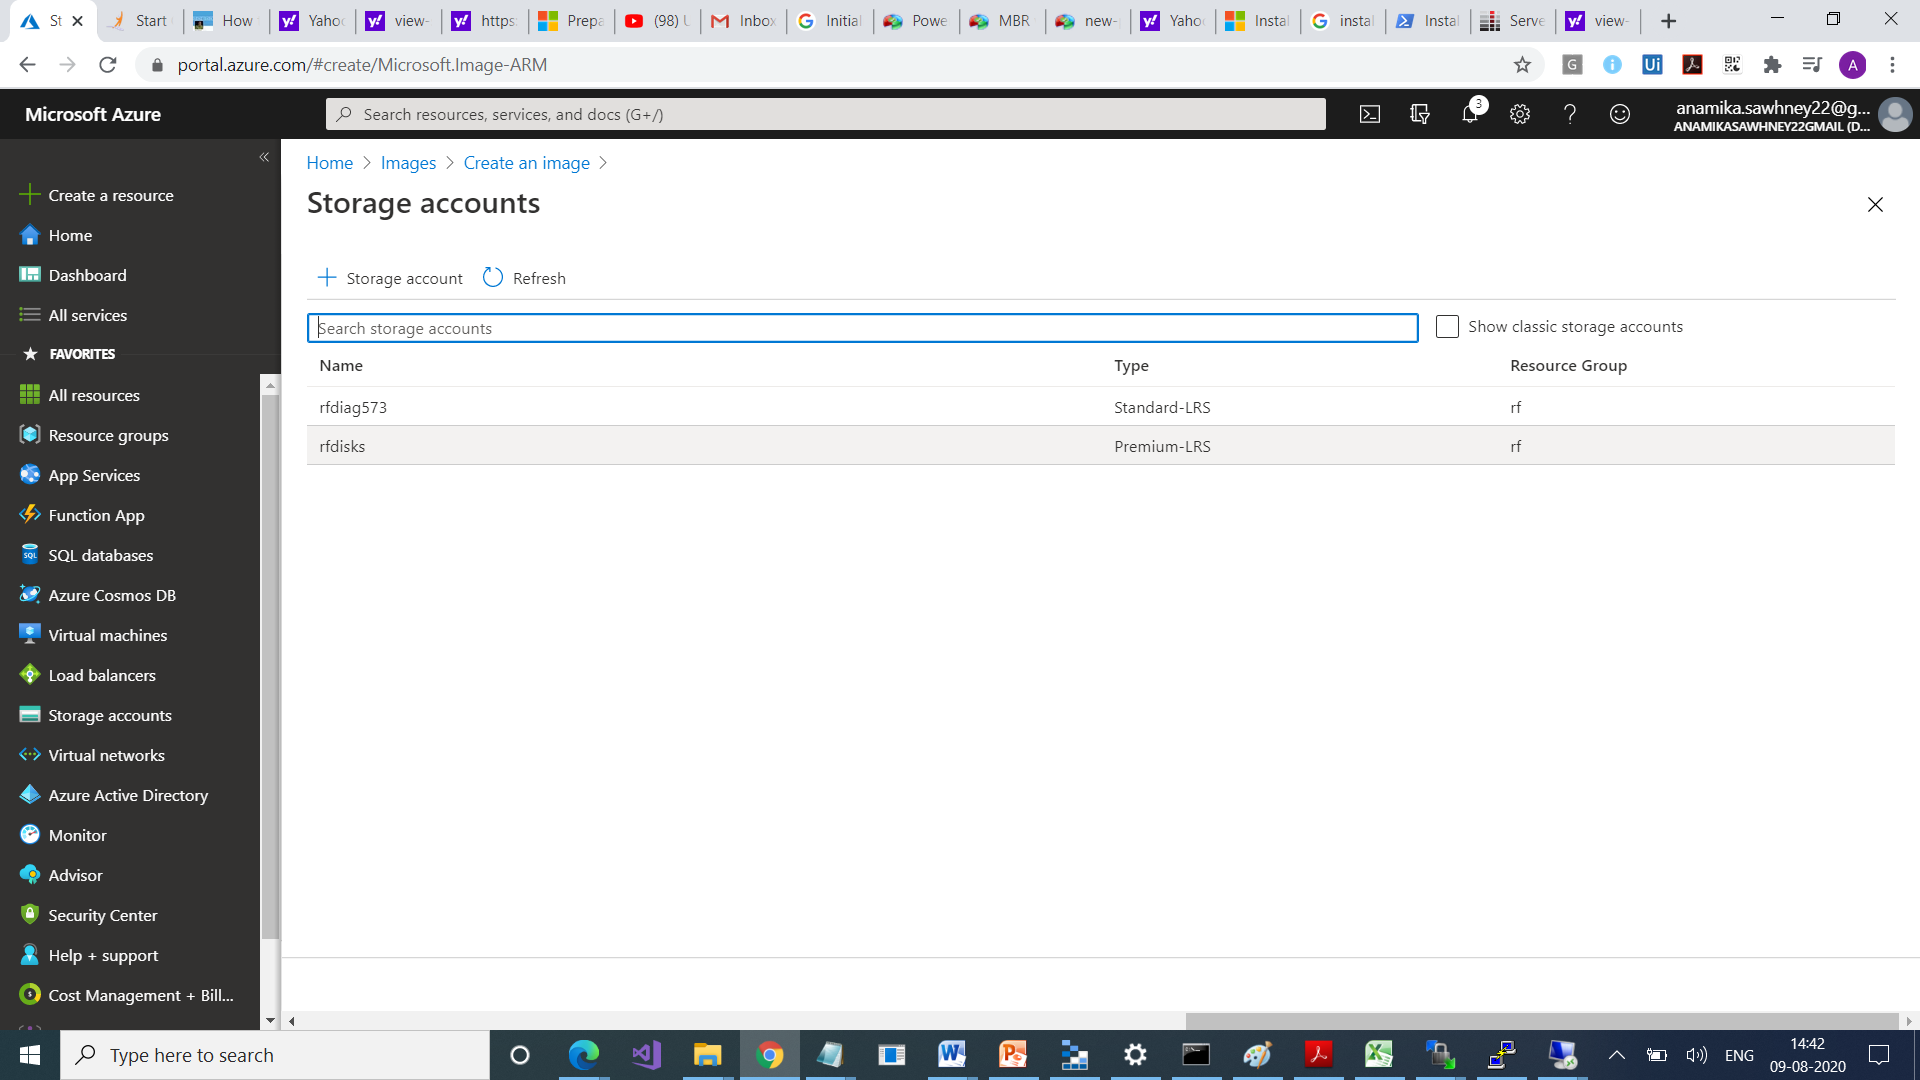 St
Start
How
Yahoo
view-
https:
Prepa
(98) U
Inbox
Initial
Powe
MBR
new-
Yahoo
Instal
instal
Instal
Serve
view-
portal.azure.com/#create/Microsoft.Image-ARM
G
Ui
A
Microsoft Azure
Search resources, services, and docs (G+/)
3
anamika.sawhney22@g...
ANAMIKASAWHNEY22GMAIL (D...
Create a resource
Home
Dashboard
All services
FAVORITES
All resources
Resource groups
App Services
Function App
SQL databases
Azure Cosmos DB
Virtual machines
Load balancers
Storage accounts
Virtual networks
Azure Active Directory
Monitor
Advisor
Security Center
Help + support
Cost Management + Bill...
Home > Images > Create an image >
Storage accounts
Storage account
Refresh
Search storage accounts
Show classic storage accounts
Name Type Resource Group
rfdiag573 Standard-LRS rf
rfdisks Premium-LRS rf
Type here to search
ENG
14:42
09-08-2020